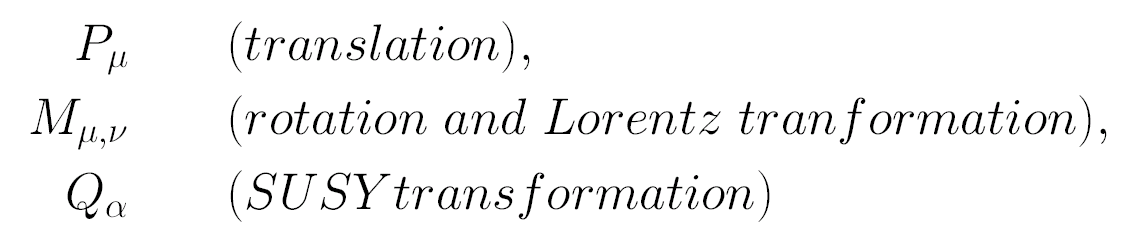 P_μ (translation),
M_{μ,ν} (rotation and Lorentz tranformation),
Q_α (SUSYtransformation)